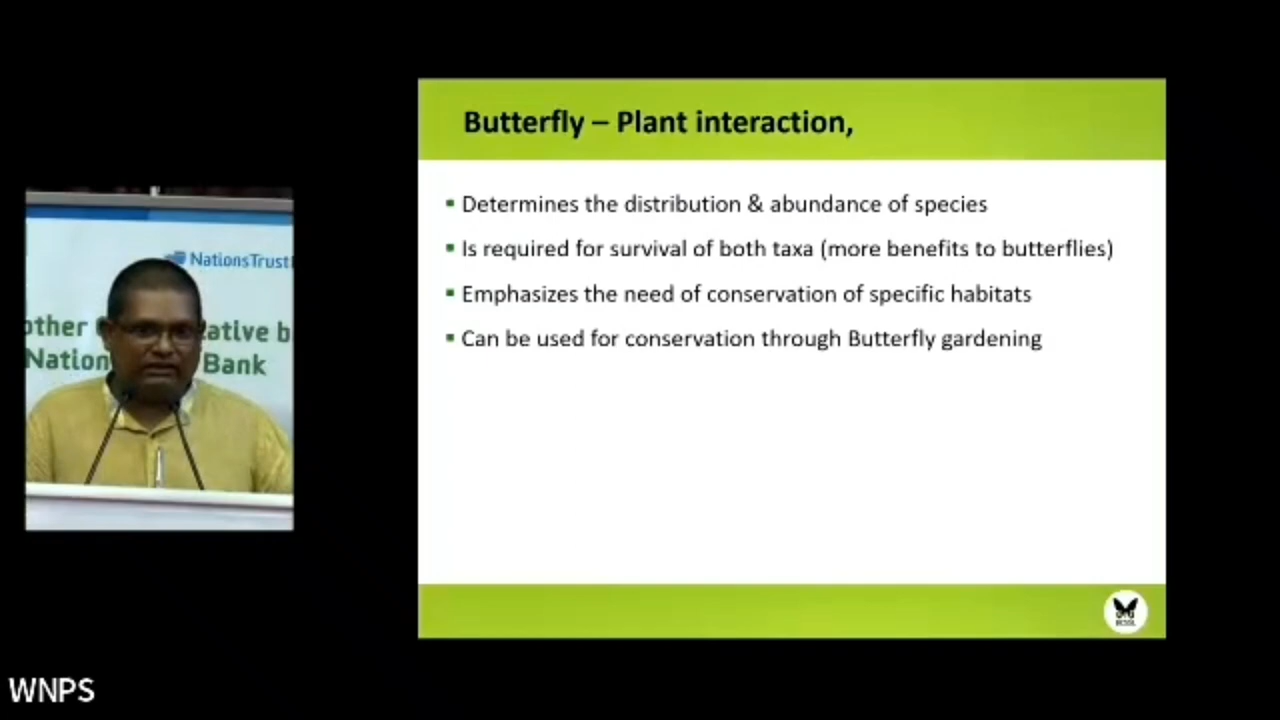 Butterfly – Plant interaction,
▪ Determines the distribution & abundance of species
▪ Is required for survival of both taxa (more benefits to butterflies)
▪ Emphasizes the need of conservation of specific habitats
▪ Can be used for conservation through Butterfly gardening
NationsTrust
other ative b
Nation Bank
WNPS